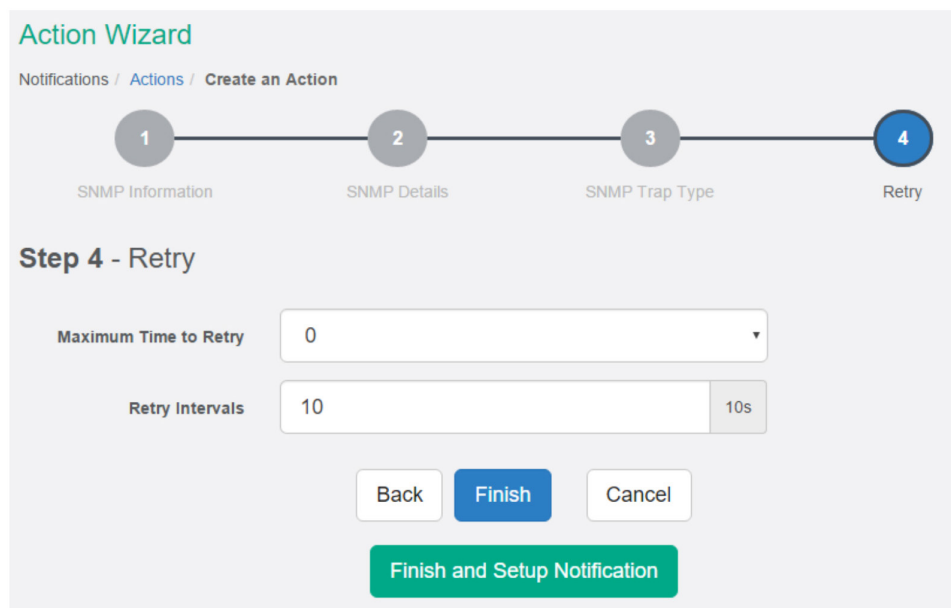 Action Wizard
Notifications / Actions / Create an Action
1 2 3 4
SNMP Information SNMP Details SNMP Trap Type Retry
Step 4 - Retry
Maximum Time to Retry 0
Retry Intervals 10 10s
Back Finish Cancel
Finish and Setup Notification